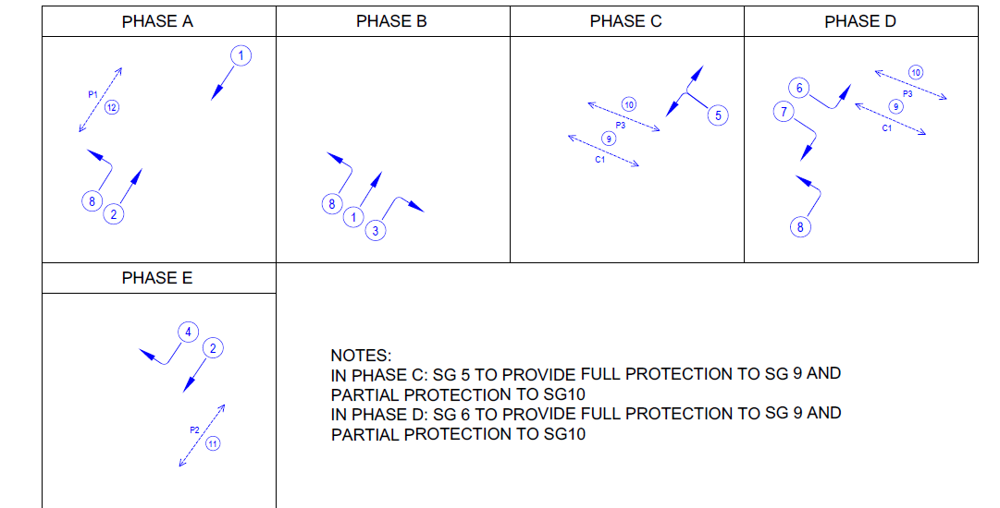 PHASE A
PHASE B
PHASE C
PHASE D
1
P1
12
8
2
8
1
3
10
P3
9
C1
5
6
7
10
P3
9
C1
8
PHASE E
4
2
P2
11
NOTES:
IN PHASE C: SG 5 TO PROVIDE FULL PROTECTION TO SG 9 AND
PARTIAL PROTECTION TO SG10
IN PHASE D: SG 6 TO PROVIDE FULL PROTECTION TO SG 9 AND
PARTIAL PROTECTION TO SG10